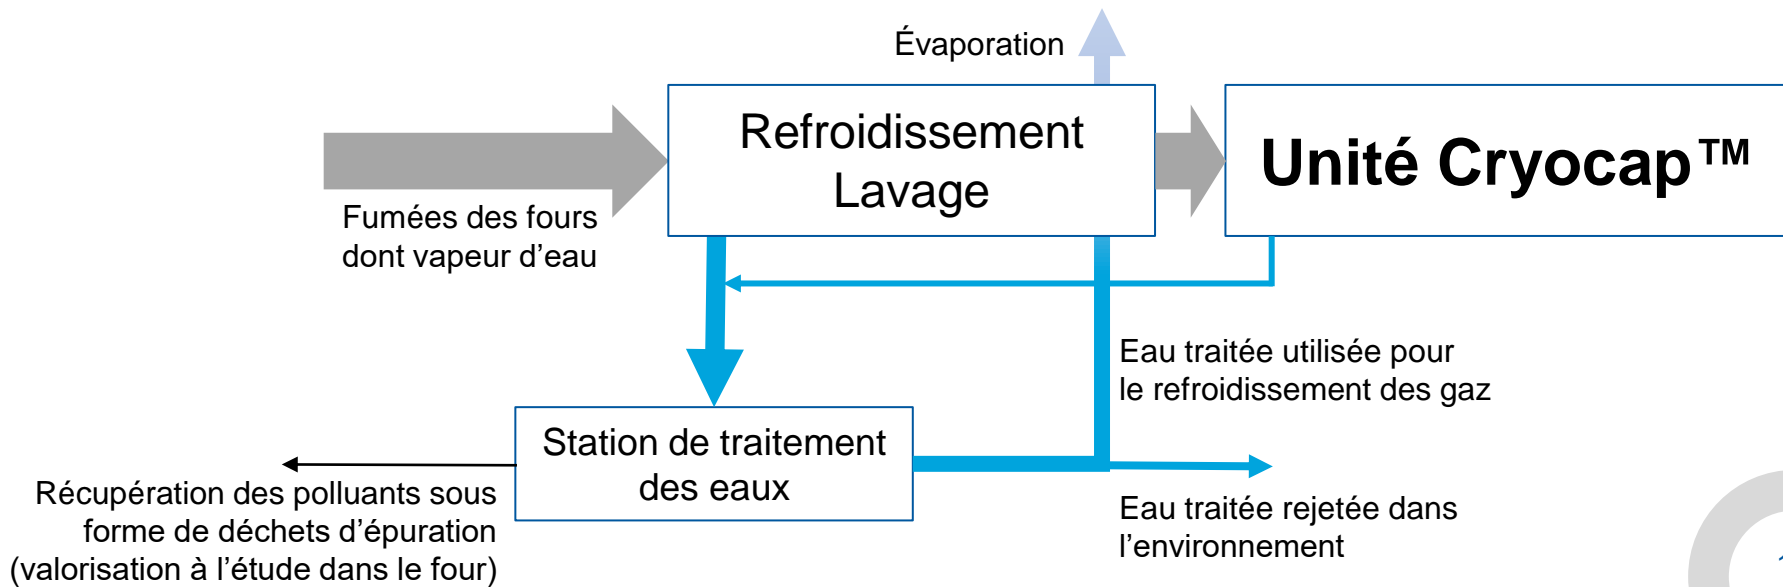 Évaporation
Refroidissement
Lavage
Unité Cryocap™
Fumées des fours
dont vapeur d’eau
Eau traitée utilisée pour
le refroidissement des gaz
Station de traitement
des eaux
Récupération des polluants sous
forme de déchets d’épuration
(valorisation à l’étude dans le four)
Eau traitée rejetée dans
l’environnement